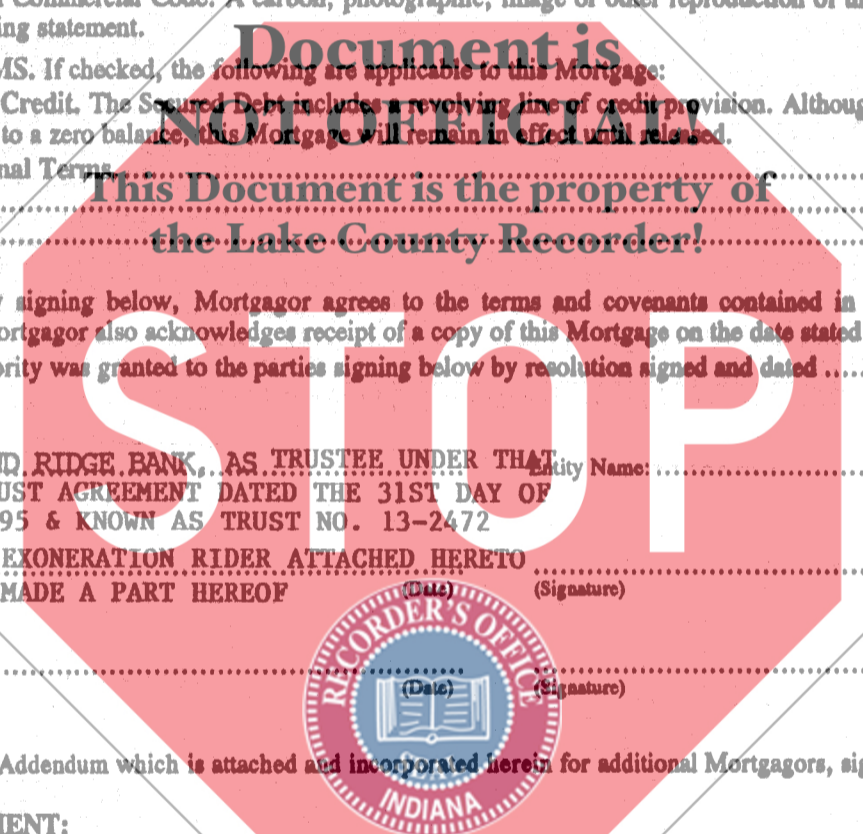 Commercial Code. A carbon, photographic, image or other reproduction of
ing statement.
Document is
MS. If checked, the following are applicable to this Mortgage:
Credit. The Secured Debt includes a revolving line of credit provision. Althoug
NOT OFFICIAL!
to a zero balance, this Mortgage will remain in effect until released.
nal Terms.
This Document is the property of
the Lake County Recorder!
signing below, Mortgagor agrees to the terms and covenants contained in
ortgagor also acknowledges receipt of a copy of this Mortgage on the date stated
ority was granted to the parties signing below by resolution signed and dated
STOP
D RIDGE BANK, AS TRUSTEE UNDER THAT
Entity Name:
UST AGREEMENT DATED THE 31ST DAY OF
95 & KNOWN AS TRUST NO. 13-2472
EXONERATION RIDER ATTACHED HERETO
MADE A PART HEREOF (Date) (Signature)
RECORDER'S OFFICE
(Date) (Signature)
Addendum which is attached and incorporated herein for additional Mortgagors, sig
INDIANA
MENT: